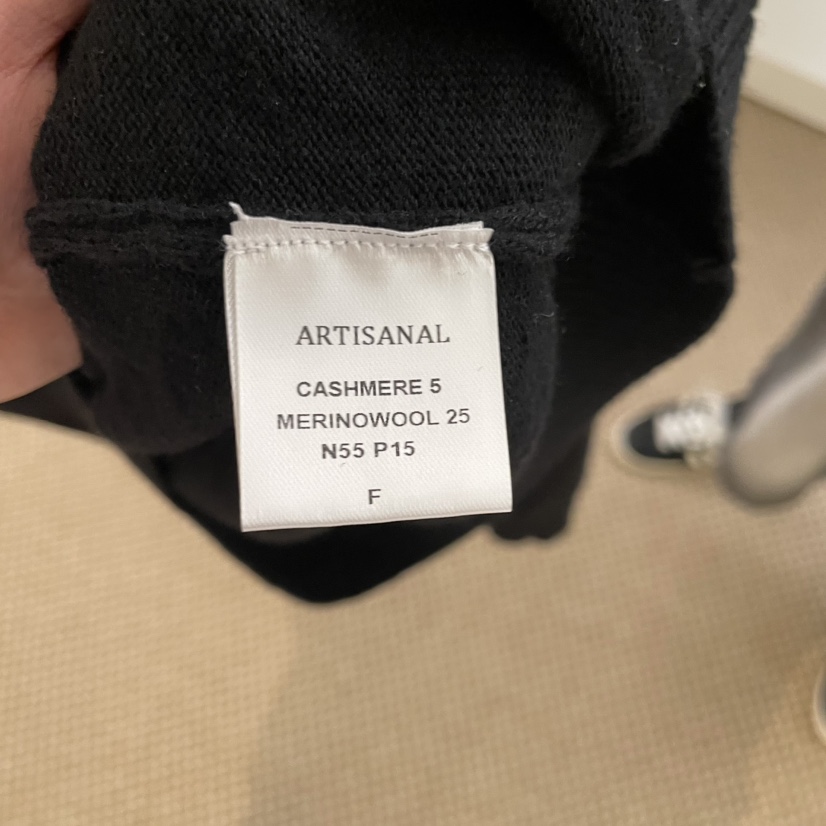 ARTISANAL
CASHMERE 5
MERINOWOOL 25
N55 P15
F